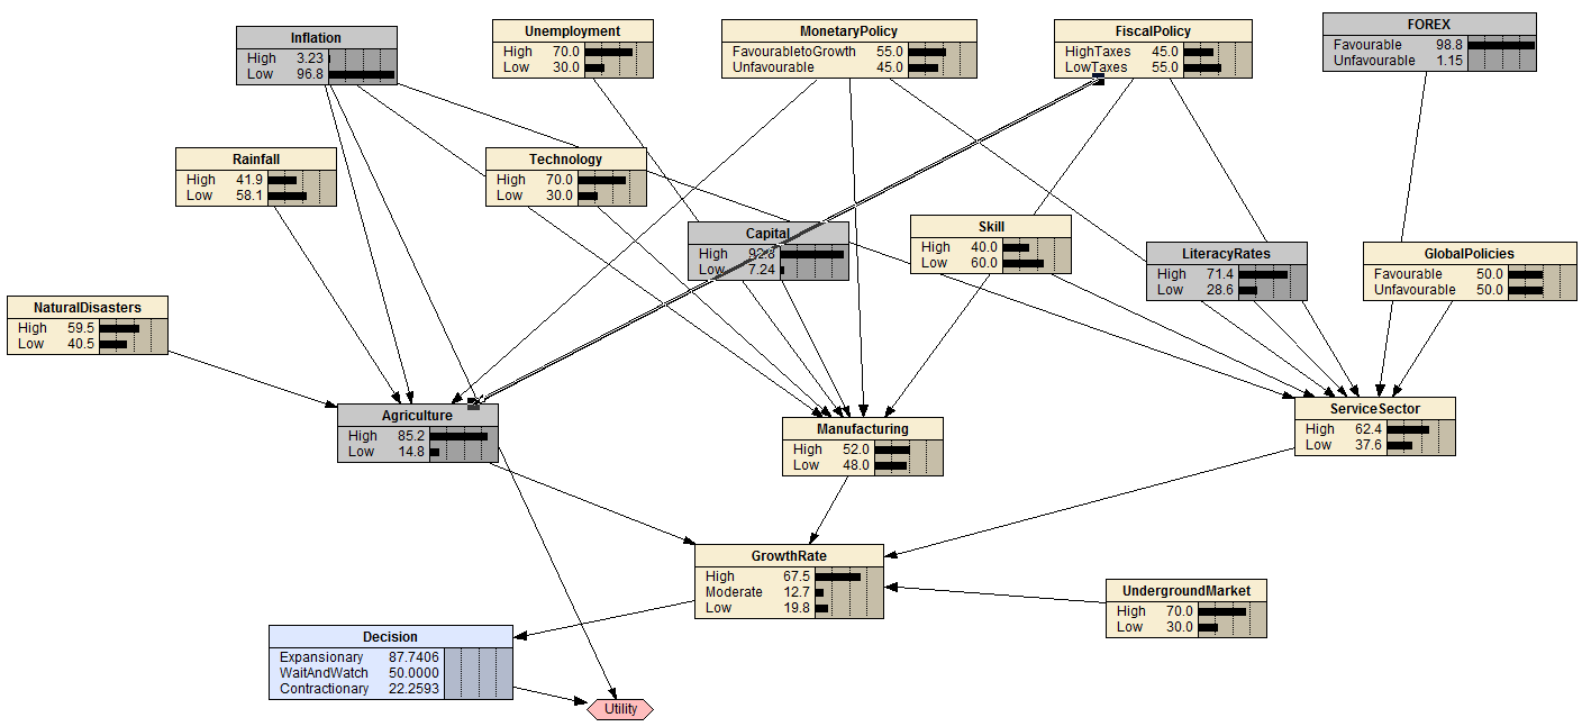 Inflation
High 3.23
Low 96.8
Unemployment
High 70.0
Low 30.0
MonetaryPolicy
FavourabletoGrowth 55.0
Unfavourable 45.0
FiscalPolicy
HighTaxes 45.0
LowTaxes 55.0
FOREX
Favourable 98.8
Unfavourable 1.15
Rainfall
High 41.9
Low 58.1
Technology
High 70.0
Low 30.0
Capital
High 92.8
Low 7.24
Skill
High 40.0
Low 60.0
LiteracyRates
High 71.4
Low 28.6
GlobalPolicies
Favourable 50.0
Unfavourable 50.0
NaturalDisasters
High 59.5
Low 40.5
Agriculture
High 85.2
Low 14.8
Manufacturing
High 52.0
Low 48.0
ServiceSector
High 62.4
Low 37.6
GrowthRate
High 67.5
Moderate 12.7
Low 19.8
UndergroundMarket
High 70.0
Low 30.0
Decision
Expansionary 87.7406
WaitAndWatch 50.0000
Contractionary 22.2593
Utility